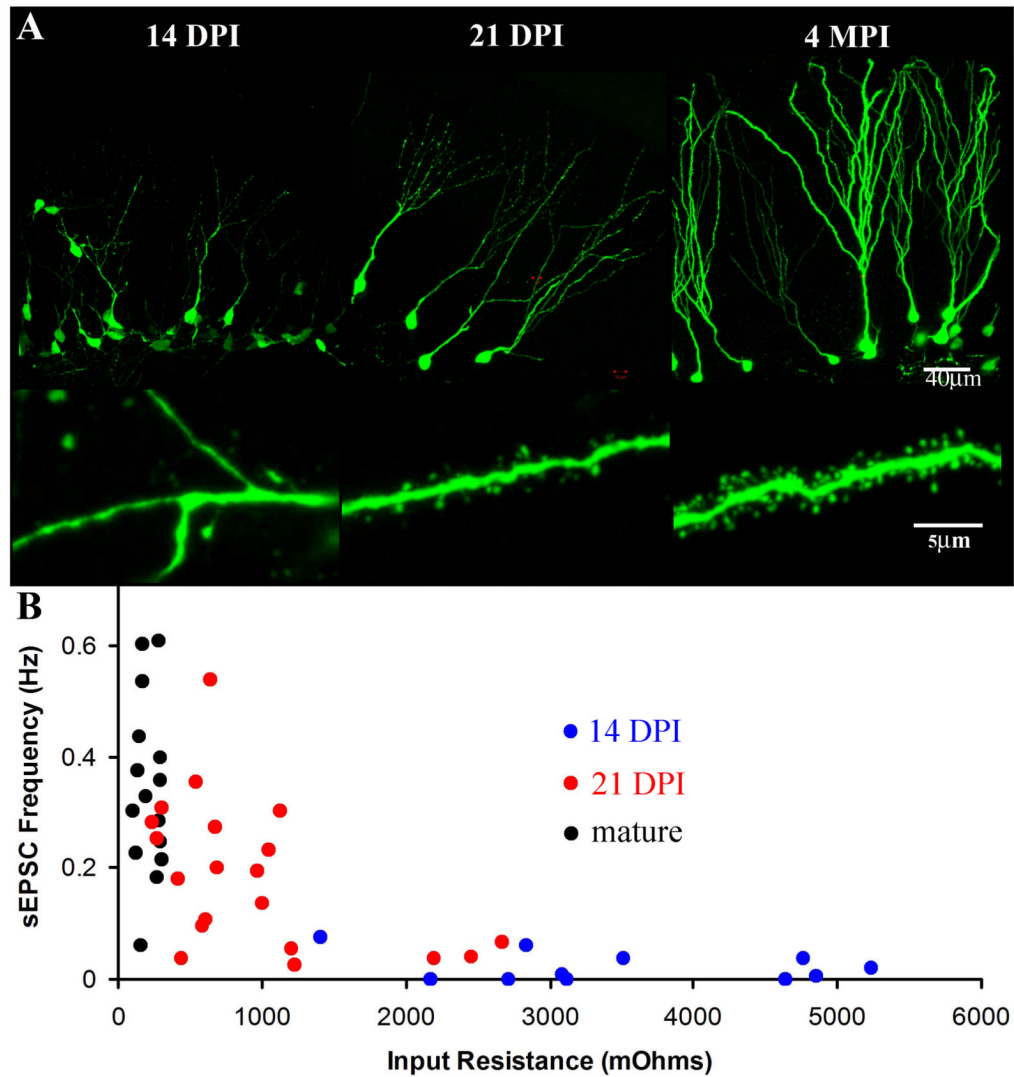 A
14 DPI
21 DPI
4 MPI
40µm
5µm
B
sEPSC Frequency (Hz)
0.6
0.4
0.2
0
14 DPI
21 DPI
mature
0
1000
2000
3000
4000
5000
6000
Input Resistance (mOhms)